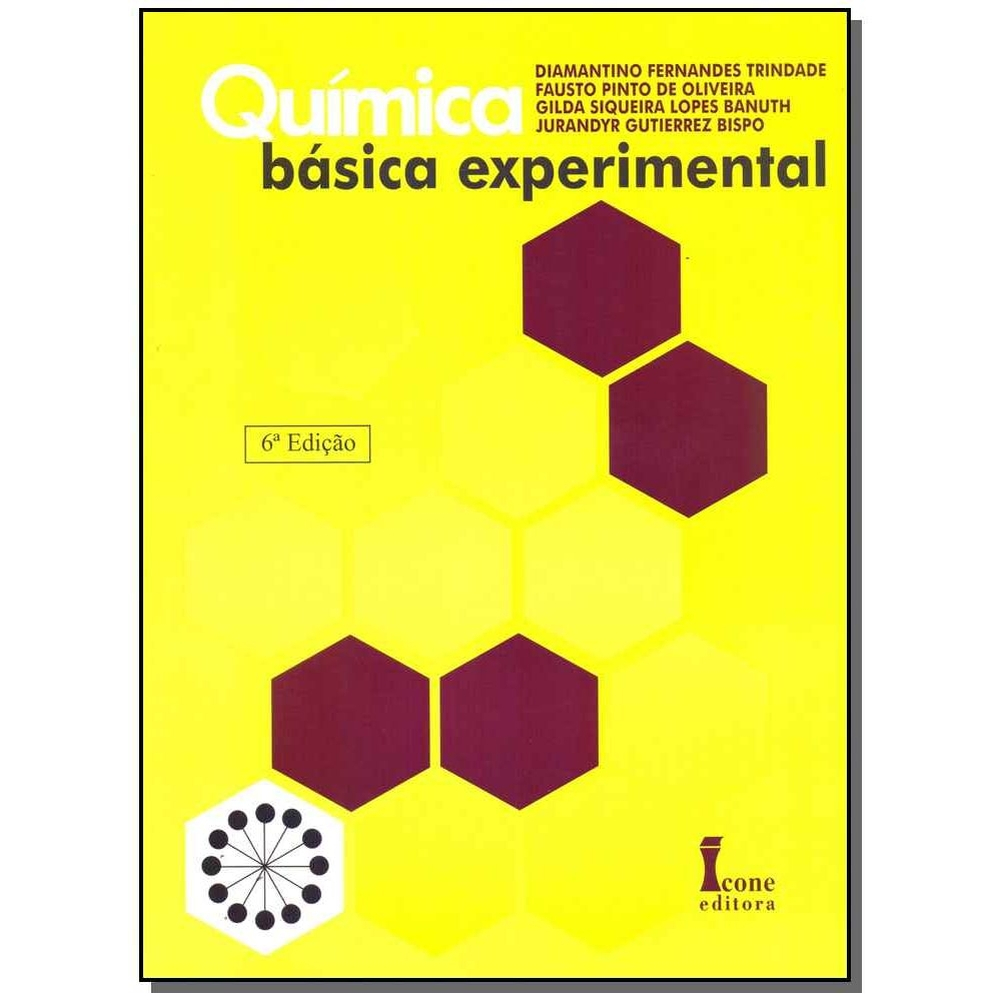 Química
DIAMANTINO FERNANDES TRINDADE
FAUSTO PINTO DE OLIVEIRA
GILDA SIQUEIRA LOPES BANUTH
JURANDYR GUTIERREZ BISPO
básica experimental
6ª Edição
Ícone
editora